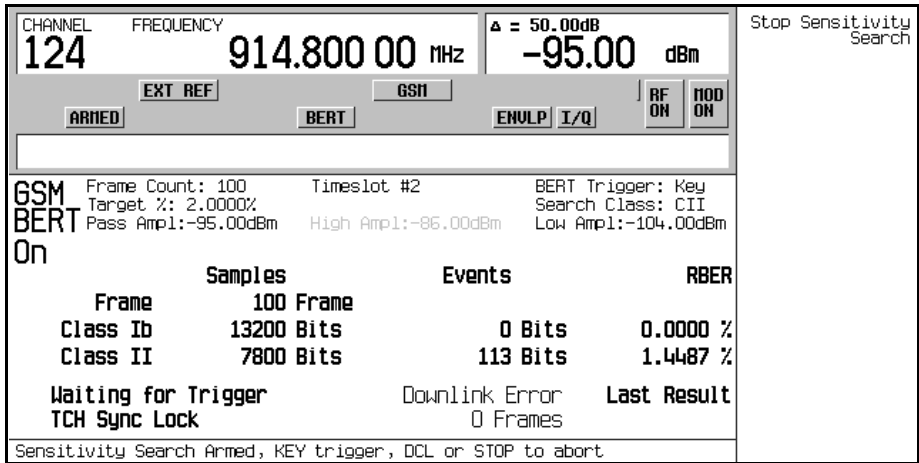 CHANNEL FREQUENCY Δ = 50.00dB
124 914.800 00 MHz -95.00 dBm
Stop Sensitivity
Search
EXT REF GSM RF ON MOD ON
ARMED BERT ENVLP I/Q
GSM BERT On
Frame Count: 100 Timeslot #2 BERT Trigger: Key
Target %: 2.0000% Search Class: CII
Pass Ampl:-95.00dBm High Ampl:-86.00dBm Low Ampl:-104.00dBm
Samples Events RBER
Frame 100 Frame
Class Ib 13200 Bits 0 Bits 0.0000 %
Class II 7800 Bits 113 Bits 1.4487 %
Waiting for Trigger Downlink Error Last Result
TCH Sync Lock 0 Frames
Sensitivity Search Armed, KEY trigger, DCL or STOP to abort